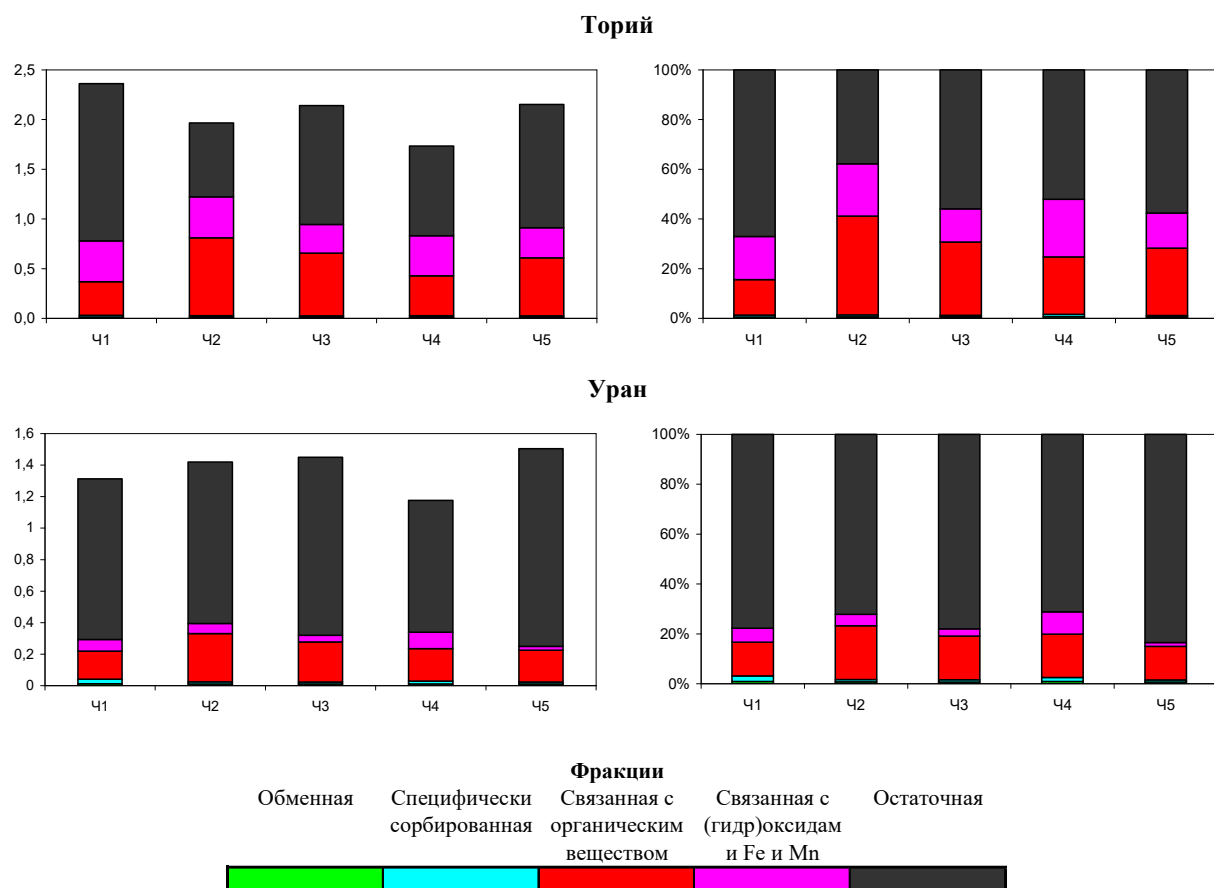 Торий
2,5
2,0
1,5
1,0
0,5
0,0
Ч1 Ч2 Ч3 Ч4 Ч5
100%
80%
60%
40%
20%
0%
Ч1 Ч2 Ч3 Ч4 Ч5
Уран
1,6
1,4
1,2
1
0,8
0,6
0,4
0,2
0
Ч1 Ч2 Ч3 Ч4 Ч5
100%
80%
60%
40%
20%
0%
Ч1 Ч2 Ч3 Ч4 Ч5
Фракции
Обменная
Специфически
сорбированная
Связанная с
органическим
веществом
Связанная с
(гидр)оксидам
и Fe и Mn
Остаточная